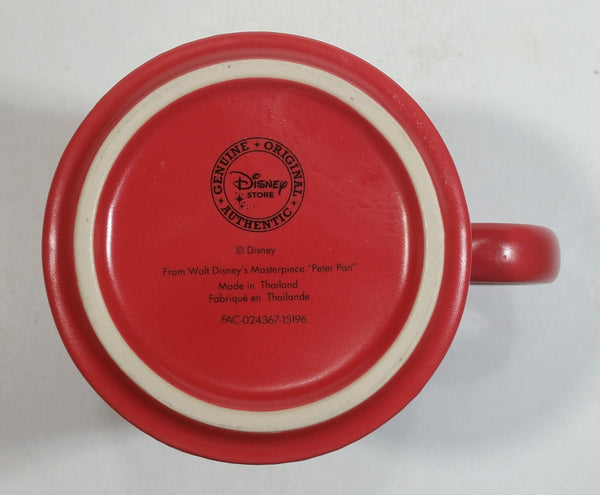 GENUINE • ORIGINAL
Disney
STORE
AUTHENTIC
© Disney
From Walt Disney's Masterpiece "Peter Pan"
Made in Thailand
Fabriqué en Thailande
FAC-024367-15196